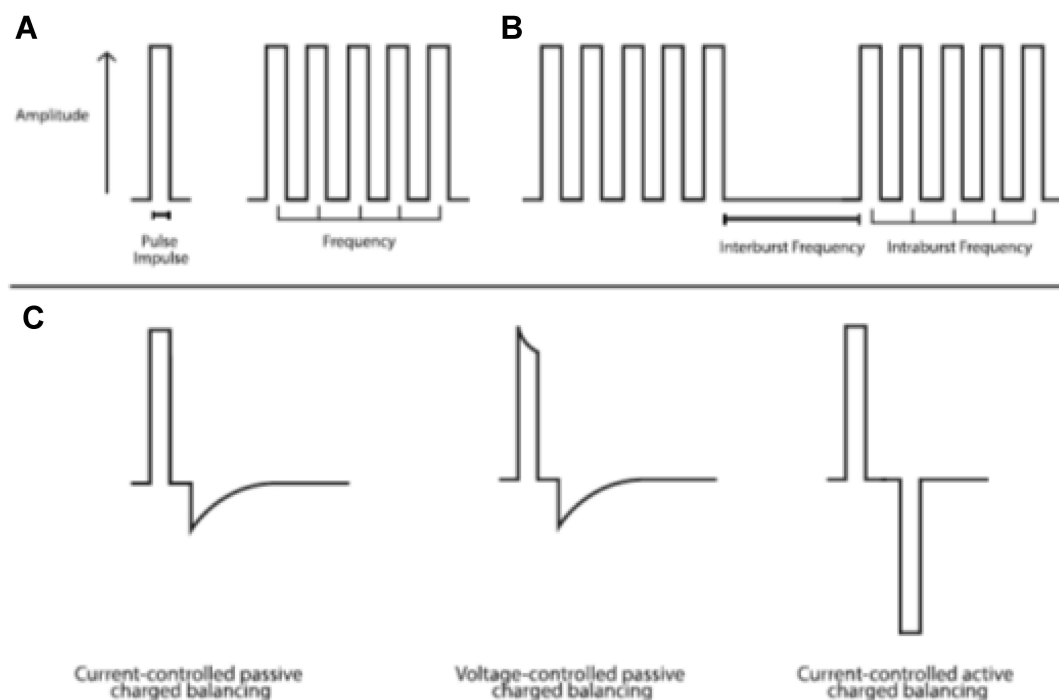 A
B
Amplitude
Pulse
Impulse
Frequency
Interburst Frequency
Intraburst Frequency
C
Current-controlled passive
charged balancing
Voltage-controlled passive
charged balancing
Current-controlled active
charged balancing